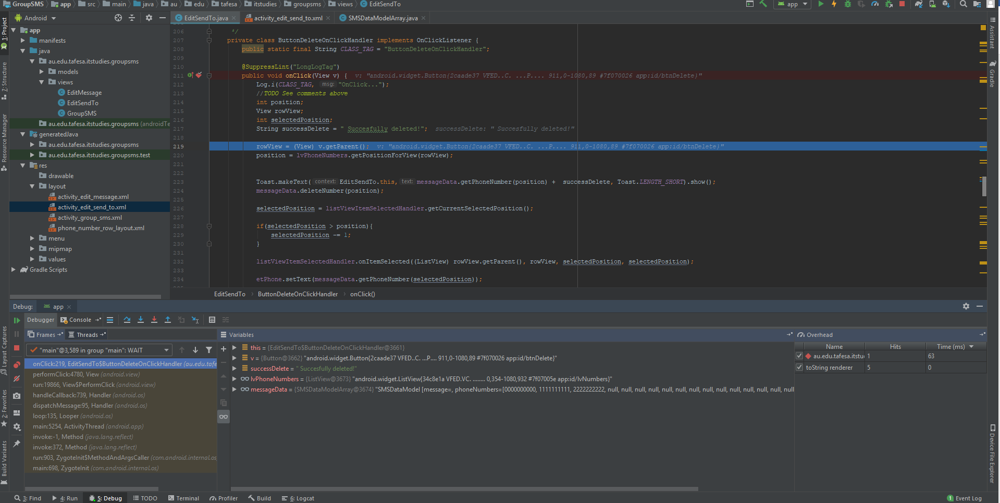 GroupSMS app src main java au edu tafesa itstudies groupsms views EditSendTo
app
Android
EditSendTo.java
activity_edit_send_to.xml
SMSDataModelArray.java
1: Project
7: Structure
Resource Manager
Layout Captures
2: Favorites
Build Variants
app
manifests
java
au.edu.tafesa.itstudies.groupsms
models
views
EditMessage
EditSendTo
GroupSMS
au.edu.tafesa.itstudies.groupsms (androidTe
generatedJava
au.edu.tafesa.itstudies.groupsms
au.edu.tafesa.itstudies.groupsms.test
res
drawable
layout
activity_edit_message.xml
activity_edit_send_to.xml
activity_group_sms.xml
phone_number_row_layout.xml
menu
mipmap
values
Gradle Scripts
206 */
207 private class ButtonDeleteOnClickHandler implements OnClickListener {
208 public static final String CLASS_TAG = "ButtonDeleteOnClickHandler";
209
210 @SuppressLint("LongLogTag")
211 public void onClick(View v) { v: "android.widget.Button{2caade37 VFED..C. ...P.... 911,0-1080,89 #7f070026 app:id/btnDelete}"
212 Log.i(CLASS_TAG, msg: "OnClick...");
213 //TODO See comments above
214 int position;
215 View rowView;
216 int selectedPosition;
217 String successDelete = " Succesfully deleted!"; successDelete: " Succesfully deleted!"
218
219 rowView = (View) v.getParent(); v: "android.widget.Button{2caade37 VFED..C. ...P.... 911,0-1080,89 #7f070026 app:id/btnDelete}"
220 position = lvPhoneNumbers.getPositionForView(rowView);
221
222
223 Toast.makeText( context: EditSendTo.this, text: messageData.getPhoneNumber(position) + successDelete, Toast.LENGTH_SHORT).show();
224 messageData.deleteNumber(position);
225
226 selectedPosition = listViewItemSelectedHandler.getCurrentSelectedPosition();
227
228 if(selectedPosition > position){
229 selectedPosition -= 1;
230 }
231
232 listViewItemSelectedHandler.onItemSelected((ListView) rowView.getParent(), rowView, selectedPosition, selectedPosition);
233
234 etPhone.setText(messageData.getPhoneNumber(selectedPosition));
EditSendTo › ButtonDeleteOnClickHandler › onClick()
Assistant
Gradle
Device File Explorer
Debug: app
Debugger Console
Frames Threads
"main"@3,589 in group "main": WAIT
onClick:219, EditSendTo$ButtonDeleteOnClickHandler (au.edu.tafe
performClick:4780, View (android.view)
run:19866, View$PerformClick (android.view)
handleCallback:739, Handler (android.os)
dispatchMessage:95, Handler (android.os)
loop:135, Looper (android.os)
main:5254, ActivityThread (android.app)
invoke:-1, Method (java.lang.reflect)
invoke:372, Method (java.lang.reflect)
run:903, ZygoteInit$MethodAndArgsCaller (com.android.internal.os
main:698, ZygoteInit (com.android.internal.os)
Variables
this = {EditSendTo$ButtonDeleteOnClickHandler@3661}
v = {Button@3662} "android.widget.Button{2caade37 VFED..C. ...P.... 911,0-1080,89 #7f070026 app:id/btnDelete}"
successDelete = " Succesfully deleted!"
lvPhoneNumbers = {ListView@3673} "android.widget.ListView{34c8e1a VFED.VC. ........ 0,354-1080,932 #7f07005e app:id/lvNumbers}"
messageData = {SMSDataModelArray@3674} "SMSDataModel [message=, phoneNumbers=[0000000000, 1111111111, 2222222222, null, null, null, null, null, null, null, null, null, null, null, null, null, null
Overhead
Name Hits Time (ms)
au.edu.tafesa.itstu 1 63
toString renderer 5 0
3: Find 4: Run 5: Debug TODO Terminal Profiler Build 6: Logcat
1 Event Log